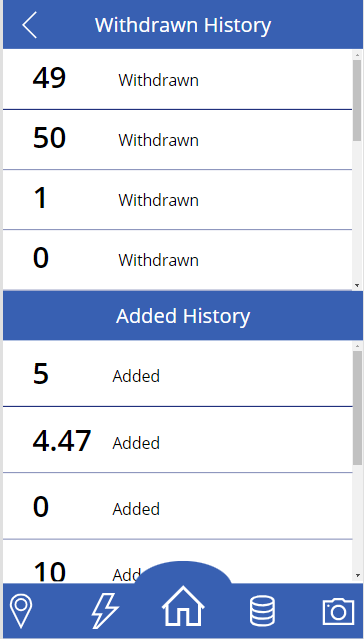 Withdrawn History
49 Withdrawn
50 Withdrawn
1 Withdrawn
0 Withdrawn
Added History
5 Added
4.47 Added
0 Added
10 Add